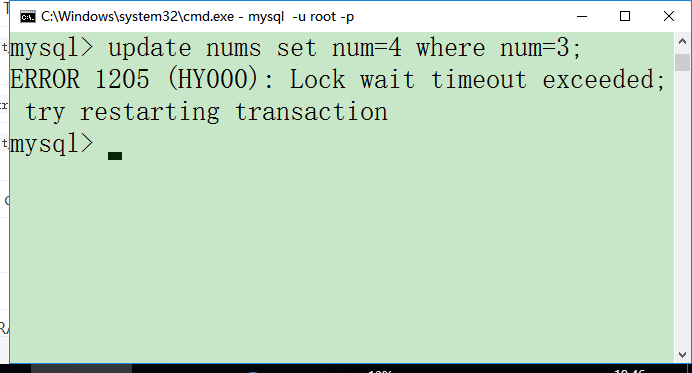 C:\Windows\system32\cmd.exe - mysql -u root -p
mysql> update nums set num=4 where num=3;
ERROR 1205 (HY000): Lock wait timeout exceeded;
try restarting transaction
mysql>